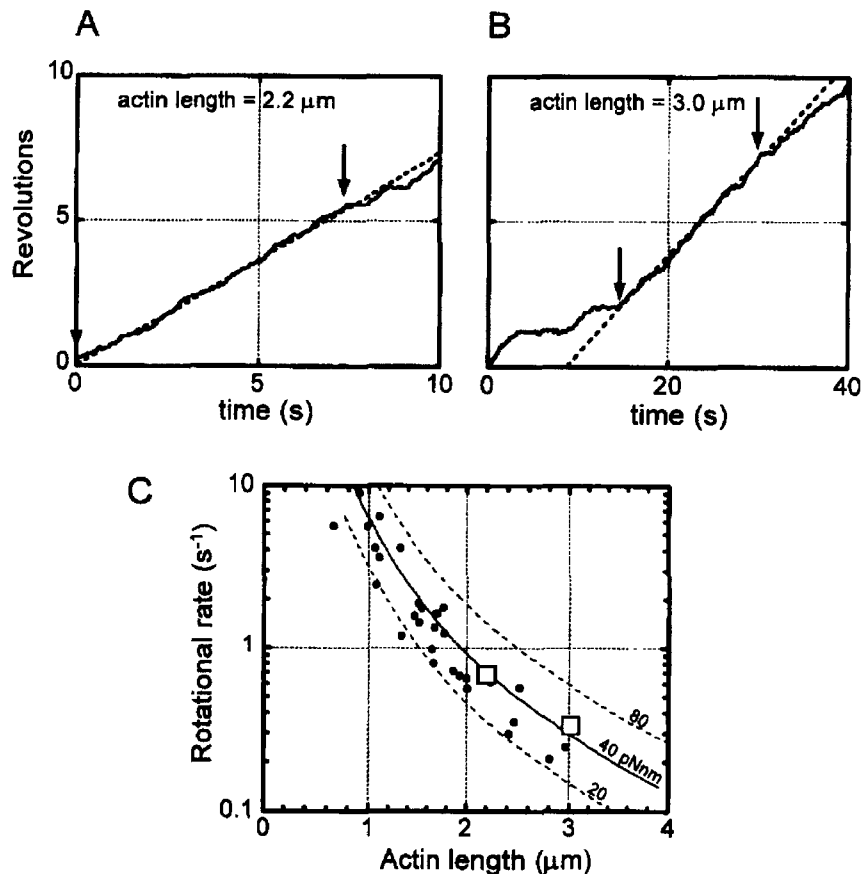 A
B
10
actin length = 2.2 μm
actin length = 3.0 μm
Revolutions
5
0
0
5
10
0
20
40
time (s)
time (s)
C
10
Rotational rate (s⁻¹)
1
0.1
80
40 pNnm
20
0
1
2
3
4
Actin length (μm)